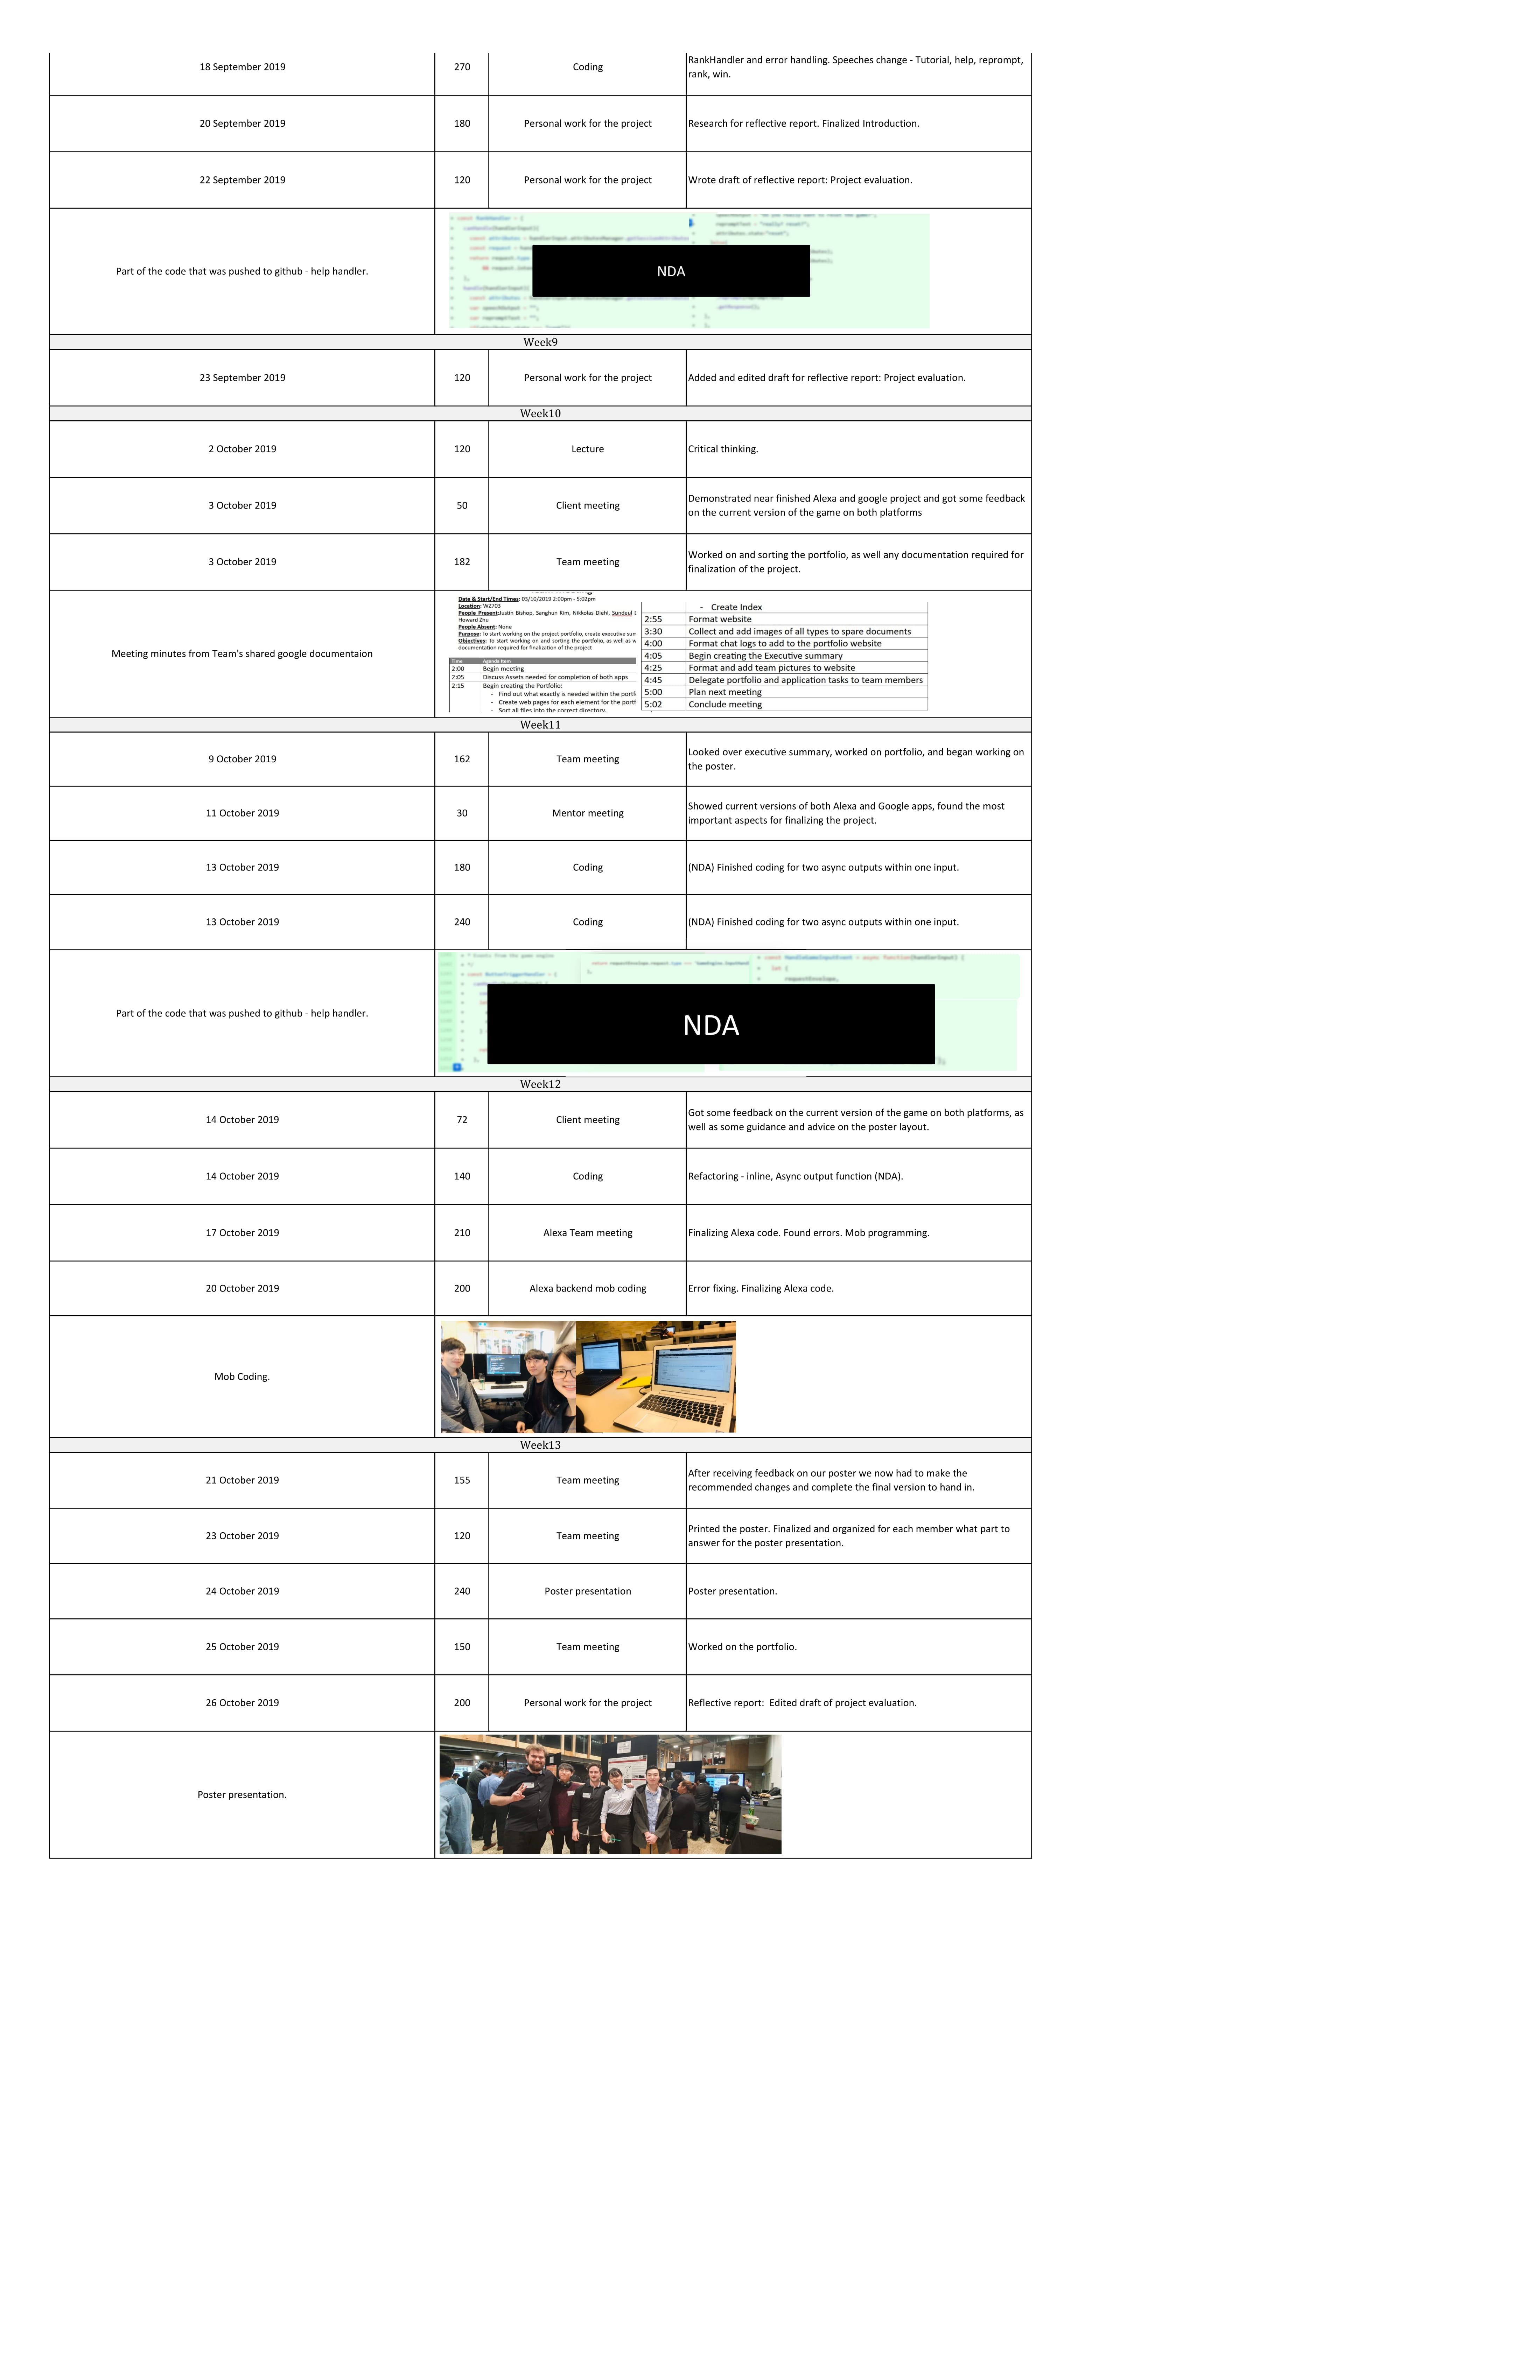 18 September 2019
270
Coding
RankHandler and error handling. Speeches change - Tutorial, help, reprompt,
rank, win.
20 September 2019
180
Personal work for the project
Research for reflective report. Finalized Introduction.
22 September 2019
120
Personal work for the project
Wrote draft of reflective report: Project evaluation.
Part of the code that was pushed to github - help handler.
NDA
Week9
23 September 2019
120
Personal work for the project
Added and edited draft for reflective report: Project evaluation.
Week10
2 October 2019
120
Lecture
Critical thinking.
3 October 2019
50
Client meeting
Demonstrated near finished Alexa and google project and got some feedback
on the current version of the game on both platforms
3 October 2019
182
Team meeting
Worked on and sorting the portfolio, as well any documentation required for
finalization of the project.
Meeting minutes from Team's shared google documentaion
Date & Start/End Times: 03/10/2019 2:00pm - 5:02pm
Location: WZ703
People Present:Justin Bishop, Sanghun Kim, Nikkolas Diehl, Sundeul
Howard Zhu
People Absent: None
Purpose: To start working on the project portfolio, create executive sum
Objectives: To start working on and sorting the portfolio, as well as w
documentation required for finalization of the project
Time Agenda Item
2:00 Begin meeting
2:05 Discuss Assets needed for completion of both apps
2:15 Begin creating the Portfolio:
- Find out what exactly is needed within the portf
- Create web pages for each element for the portf
- Sort all files into the correct directory.
- Create Index
2:55 Format website
3:30 Collect and add images of all types to spare documents
4:00 Format chat logs to add to the portfolio website
4:05 Begin creating the Executive summary
4:25 Format and add team pictures to website
4:45 Delegate portfolio and application tasks to team members
5:00 Plan next meeting
5:02 Conclude meeting
Week11
9 October 2019
162
Team meeting
Looked over executive summary, worked on portfolio, and began working on
the poster.
11 October 2019
30
Mentor meeting
Showed current versions of both Alexa and Google apps, found the most
important aspects for finalizing the project.
13 October 2019
180
Coding
(NDA) Finished coding for two async outputs within one input.
13 October 2019
240
Coding
(NDA) Finished coding for two async outputs within one input.
Part of the code that was pushed to github - help handler.
NDA
Week12
14 October 2019
72
Client meeting
Got some feedback on the current version of the game on both platforms, as
well as some guidance and advice on the poster layout.
14 October 2019
140
Coding
Refactoring - inline, Async output function (NDA).
17 October 2019
210
Alexa Team meeting
Finalizing Alexa code. Found errors. Mob programming.
20 October 2019
200
Alexa backend mob coding
Error fixing. Finalizing Alexa code.
Mob Coding.
Week13
21 October 2019
155
Team meeting
After receiving feedback on our poster we now had to make the
recommended changes and complete the final version to hand in.
23 October 2019
120
Team meeting
Printed the poster. Finalized and organized for each member what part to
answer for the poster presentation.
24 October 2019
240
Poster presentation
Poster presentation.
25 October 2019
150
Team meeting
Worked on the portfolio.
26 October 2019
200
Personal work for the project
Reflective report:  Edited draft of project evaluation.
Poster presentation.